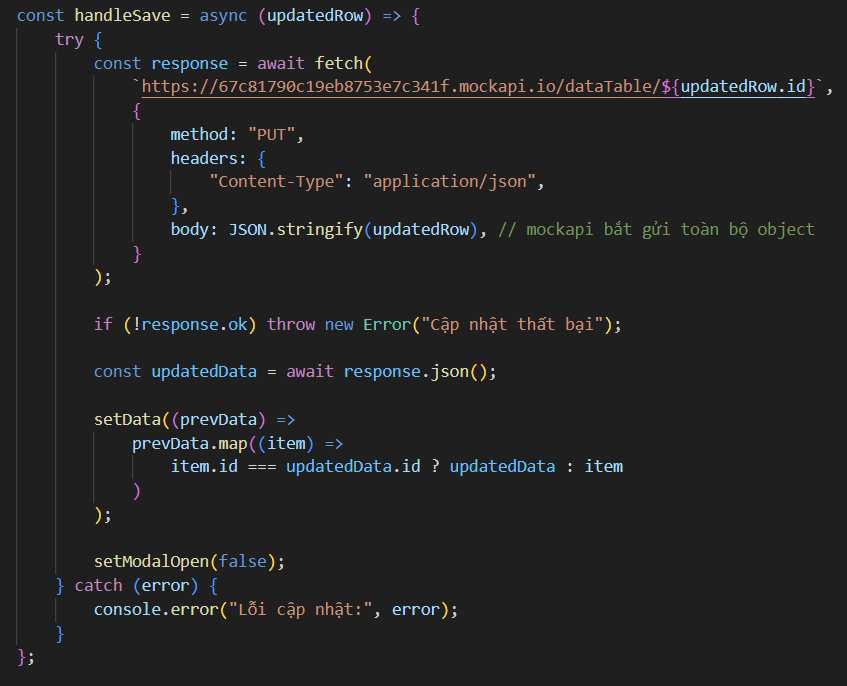 const handleSave = async (updatedRow) => {
    try {
        const response = await fetch(
            `https://67c81790c19eb8753e7c341f.mockapi.io/dataTable/${updatedRow.id}`,
            {
                method: "PUT",
                headers: {
                    "Content-Type": "application/json",
                },
                body: JSON.stringify(updatedRow), // mockapi bắt gửi toàn bộ object
            }
        );

        if (!response.ok) throw new Error("Cập nhật thất bại");

        const updatedData = await response.json();

        setData((prevData) =>
            prevData.map((item) =>
                item.id === updatedData.id ? updatedData : item
            )
        );

        setModalOpen(false);
    } catch (error) {
        console.error("Lỗi cập nhật:", error);
    }
};